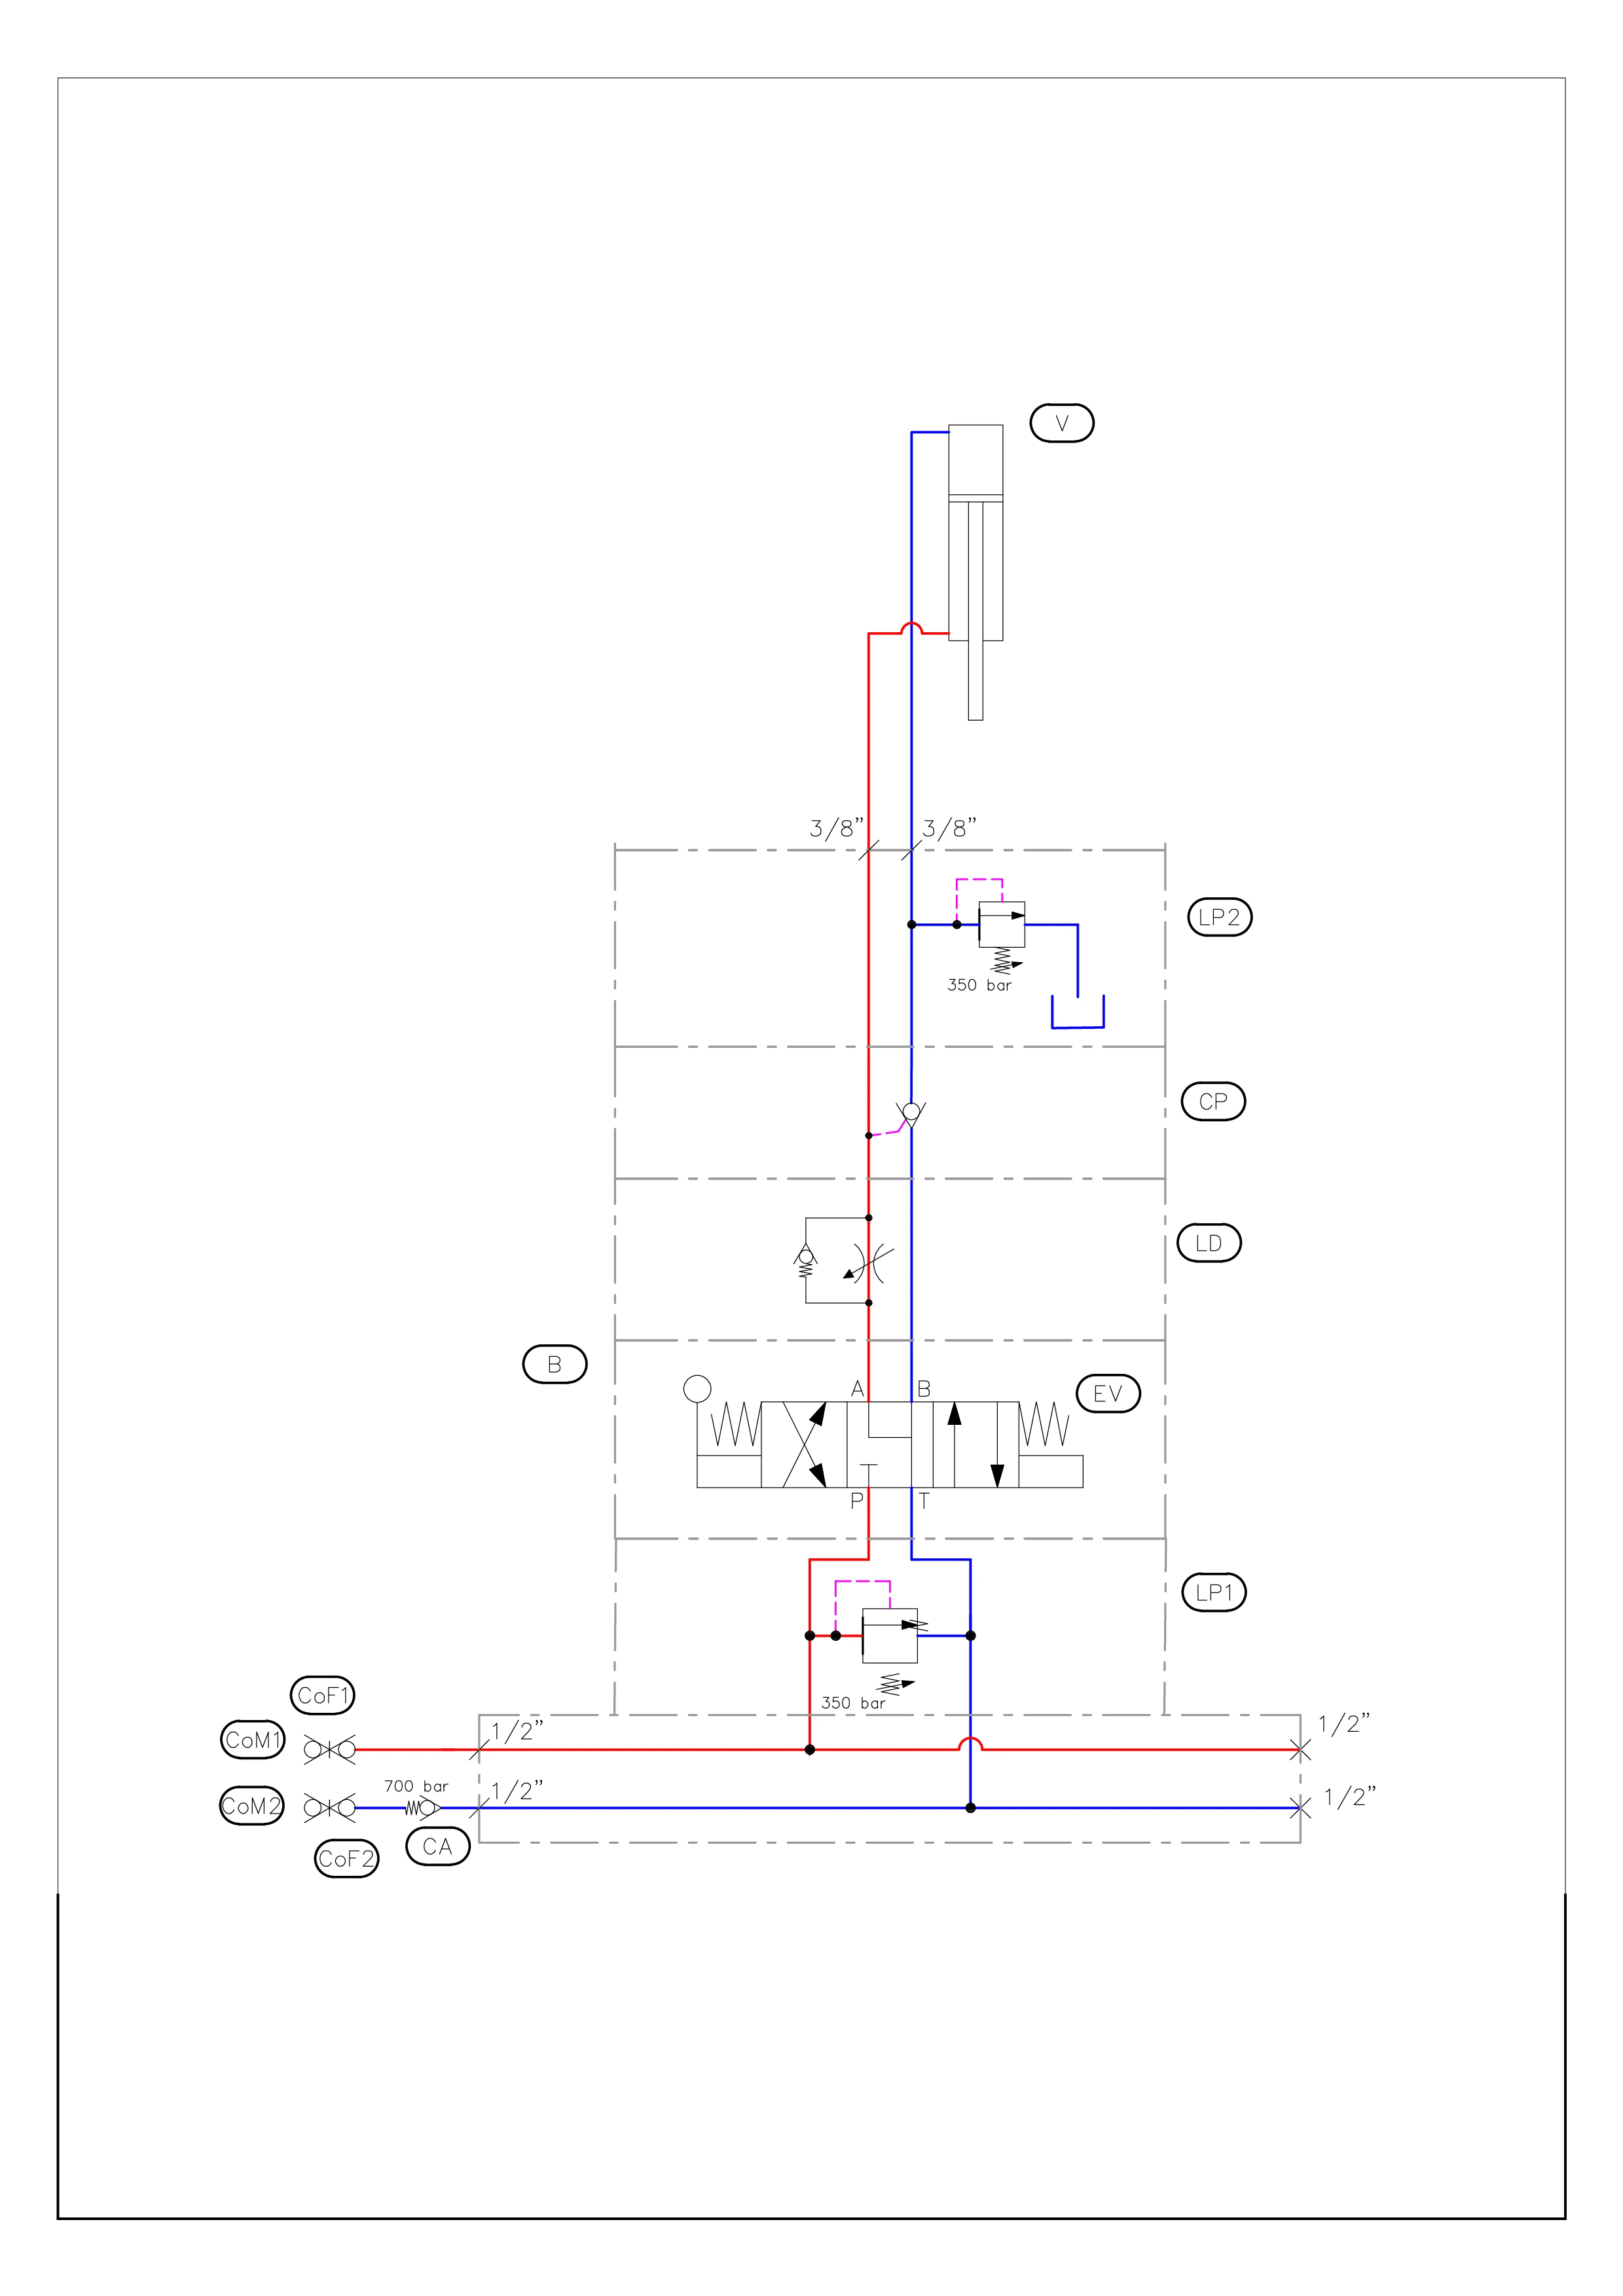 V
3/8” 3/8”
LP2
350 bar
CP
LD
B
A B
EV
P T
LP1
CoF1
350 bar
CoM1
1/2” 1/2”
700 bar
CoM2
1/2” 1/2”
CoF2
CA